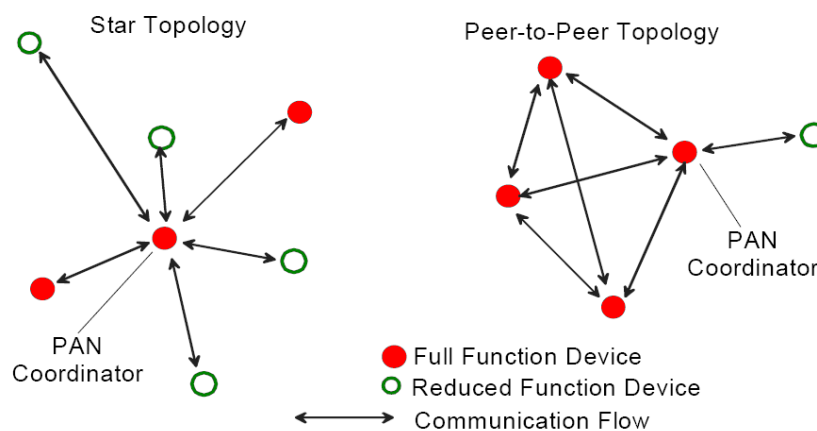 Star Topology
Peer-to-Peer Topology
PAN
Coordinator
PAN
Coordinator
Full Function Device
Reduced Function Device
Communication Flow